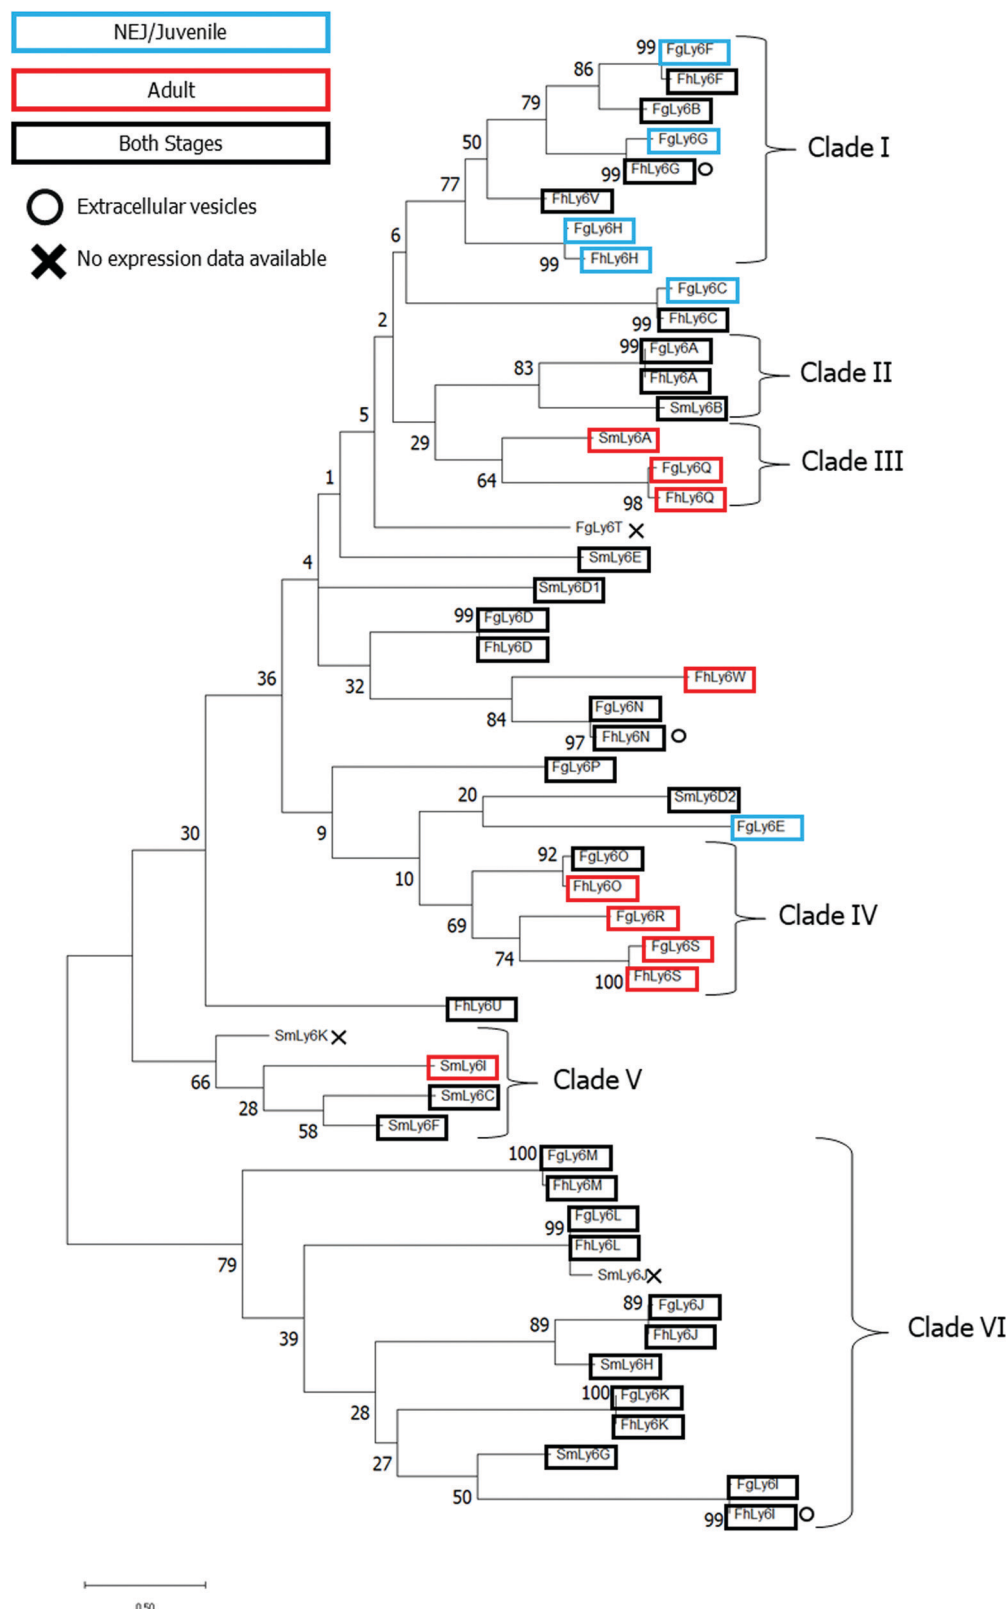 NEJ/Juvenile
Adult
Both Stages
Extracellular vesicles
No expression data available
99 FgLy6F
86 FhLy6F
79 FgLy6B
50 FgLy6G
99 FhLy6G
77 FhLy6V
FgLy6H
99 FhLy6H
Clade I
6
FgLy6C
99 FhLy6C
2
99 FgLy6A
83 FhLy6A
SmLy6B
Clade II
5
29
SmLy6A
64 FgLy6Q
98 FhLy6Q
Clade III
1
FgLy6T
SmLy6E
4
SmLy6D1
99 FgLy6D
FhLy6D
36
32
FhLy6W
84 FgLy6N
97 FhLy6N
FgLy6P
20 SmLy6D2
FgLy6E
30
9
10
92 FgLy6O
FhLy6O
69 FgLy6R
74 FgLy6S
100 FhLy6S
Clade IV
FhLy6U
SmLy6K
66
SmLy6I
28 SmLy6C
58 SmLy6F
Clade V
100 FgLy6M
FhLy6M
79
FgLy6L
99 FhLy6L
SmLy6J
39
89 FgLy6J
89 FhLy6J
SmLy6H
28
100 FgLy6K
FhLy6K
27
SmLy6G
50 FgLy6I
99 FhLy6I
Clade VI
0.50